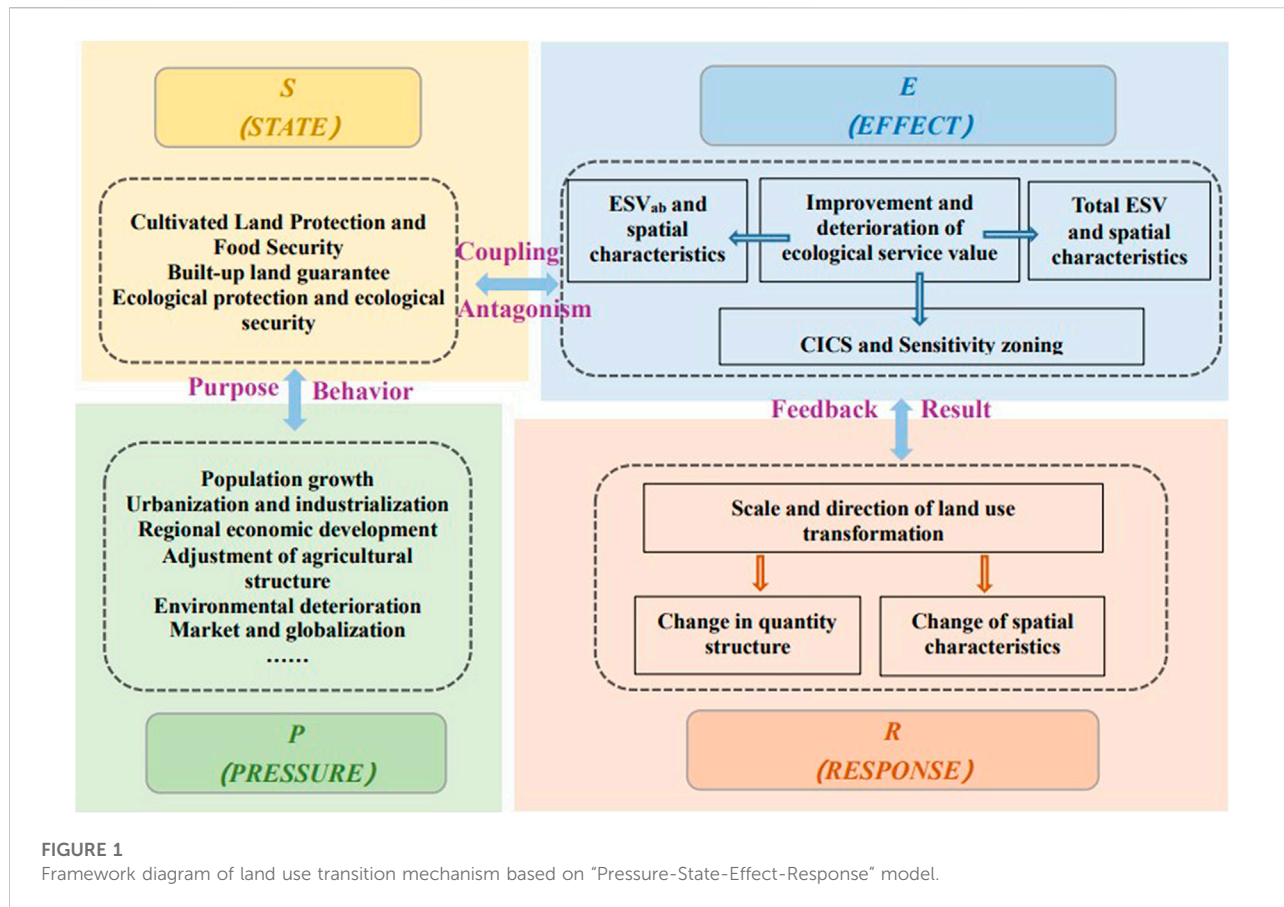 S
(STATE)
Cultivated Land Protection and
Food Security
Built-up land guarantee
Ecological protection and ecological
security
Coupling
Antagonism
E
(EFFECT)
ESVab and
spatial
characteristics
Improvement and
deterioration of
ecological service value
Total ESV
and spatial
characteristics
CICS and Sensitivity zoning
Purpose
Behavior
Feedback
Result
Population growth
Urbanization and industrialization
Regional economic development
Adjustment of agricultural
structure
Environmental deterioration
Market and globalization
……
P
(PRESSURE)
Scale and direction of land use
transformation
Change in quantity
structure
Change of spatial
characteristics
R
(RESPONSE)
FIGURE 1
Framework diagram of land use transition mechanism based on “Pressure-State-Effect-Response” model.